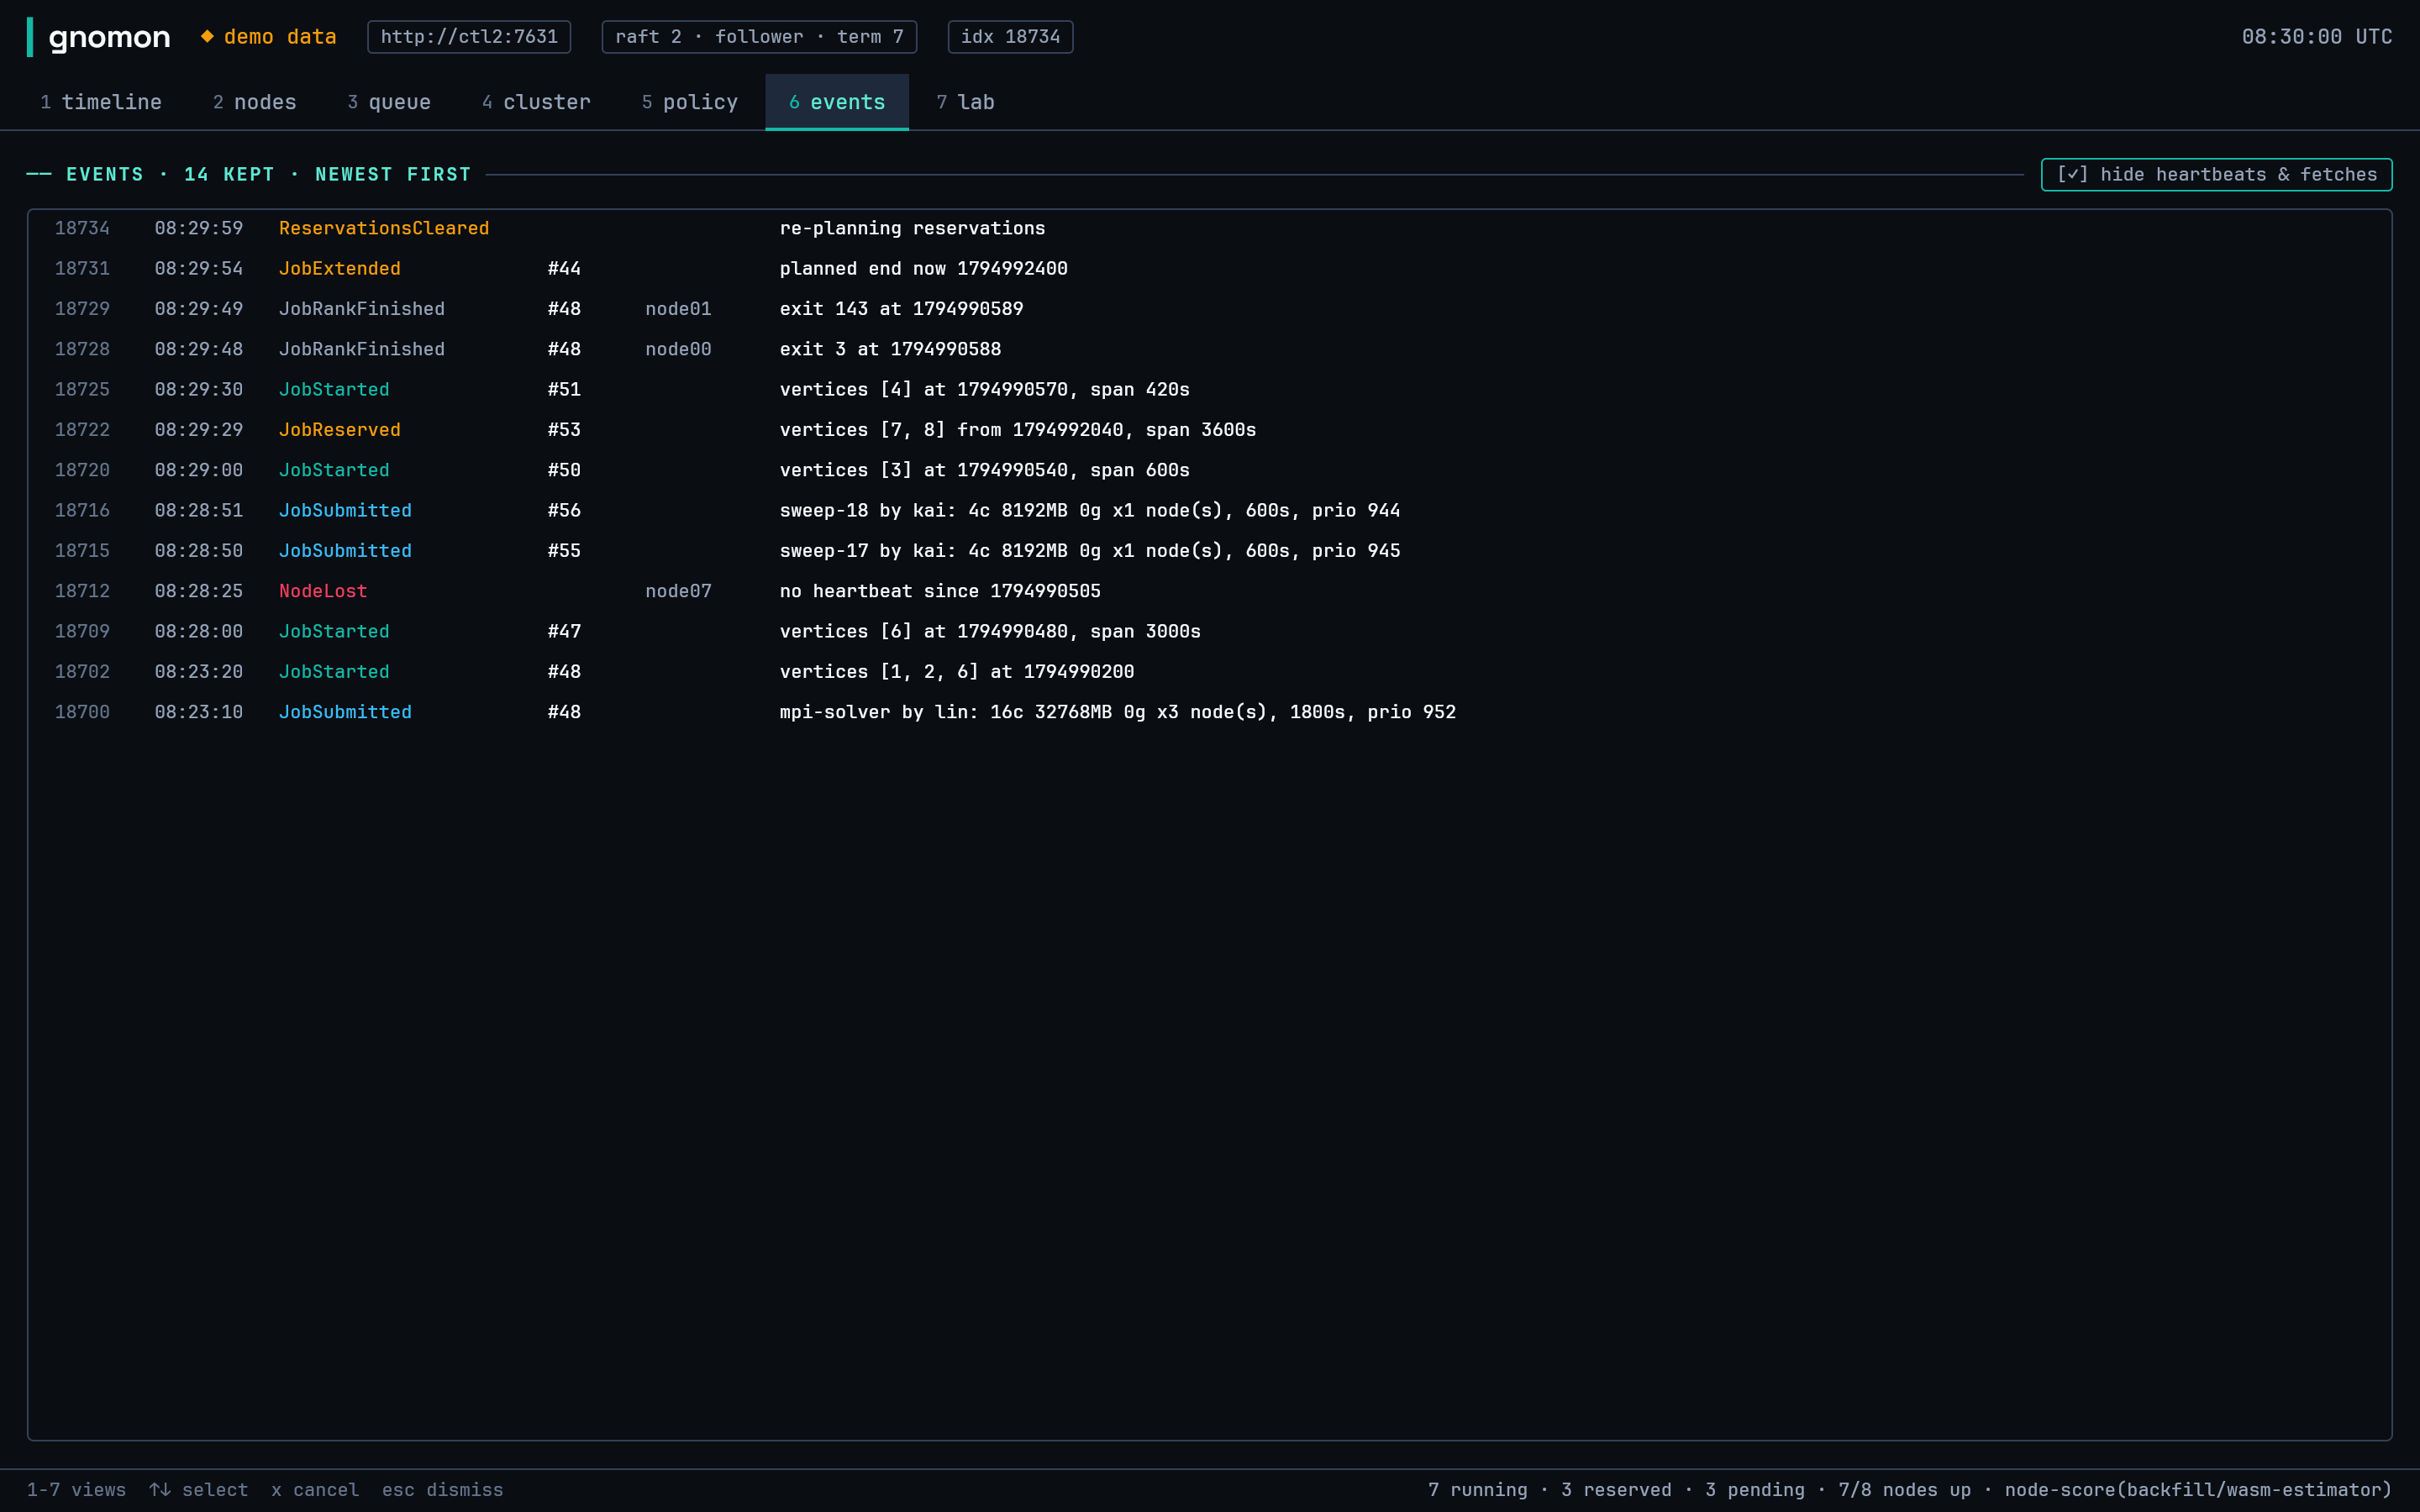 gnomon ◆ demo data http://ctl2:7631 raft 2 · follower · term 7 idx 18734 08:30:00 UTC
1 timeline 2 nodes 3 queue 4 cluster 5 policy 6 events 7 lab
—— EVENTS · 14 KEPT · NEWEST FIRST [✓] hide heartbeats & fetches
18734 08:29:59 ReservationsCleared re-planning reservations
18731 08:29:54 JobExtended #44 planned end now 1794992400
18729 08:29:49 JobRankFinished #48 node01 exit 143 at 1794990589
18728 08:29:48 JobRankFinished #48 node00 exit 3 at 1794990588
18725 08:29:30 JobStarted #51 vertices [4] at 1794990570, span 420s
18722 08:29:29 JobReserved #53 vertices [7, 8] from 1794992040, span 3600s
18720 08:29:00 JobStarted #50 vertices [3] at 1794990540, span 600s
18716 08:28:51 JobSubmitted #56 sweep-18 by kai: 4c 8192MB 0g x1 node(s), 600s, prio 944
18715 08:28:50 JobSubmitted #55 sweep-17 by kai: 4c 8192MB 0g x1 node(s), 600s, prio 945
18712 08:28:25 NodeLost node07 no heartbeat since 1794990505
18709 08:28:00 JobStarted #47 vertices [6] at 1794990480, span 3000s
18702 08:23:20 JobStarted #48 vertices [1, 2, 6] at 1794990200
18700 08:23:10 JobSubmitted #48 mpi-solver by lin: 16c 32768MB 0g x3 node(s), 1800s, prio 952
1-7 views ↑↓ select x cancel esc dismiss 7 running · 3 reserved · 3 pending · 7/8 nodes up · node-score(backfill/wasm-estimator)